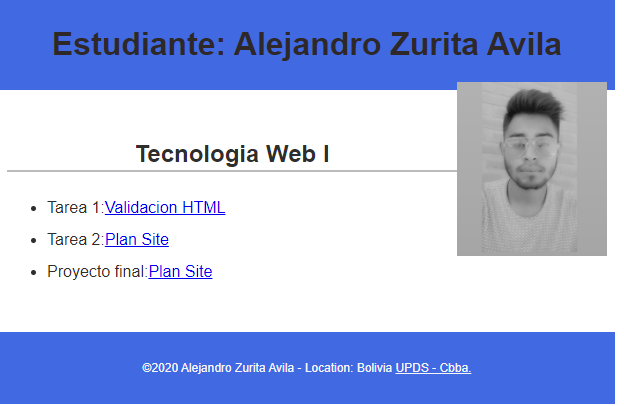 Estudiante: Alejandro Zurita Avila
Tecnologia Web I
Tarea 1:Validacion HTML
Tarea 2:Plan Site
Proyecto final:Plan Site
©2020 Alejandro Zurita Avila - Location: Bolivia UPDS - Cbba.